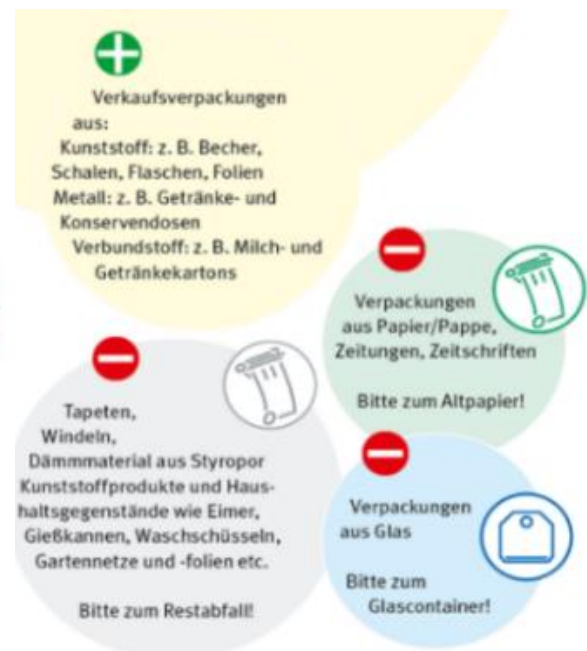 Verkaufsverpackungen
aus:
Kunststoff: z. B. Becher,
Schalen, Flaschen, Folien
Metall: z. B. Getränke- und
Konservendosen
Verbundstoff: z. B. Milch- und
Getränkekartons
Verpackungen
aus Papier/Pappe,
Zeitungen, Zeitschriften
Bitte zum Altpapier!
Tapeten,
Windeln,
Dämmmaterial aus Styropor
Kunststoffprodukte und Haus-
haltsgegenstände wie Eimer,
Gießkannen, Waschschüsseln,
Gartennetze und -folien etc.
Bitte zum Restabfall!
Verpackungen
aus Glas
Bitte zum
Glascontainer!